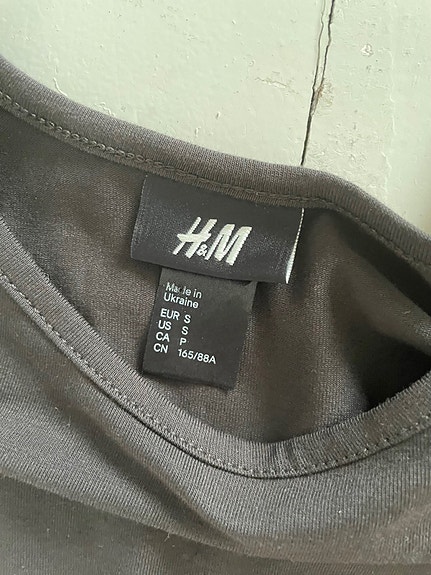 H&M
Made in
Ukraine
EUR S
US S
CA P
CN 165/88A